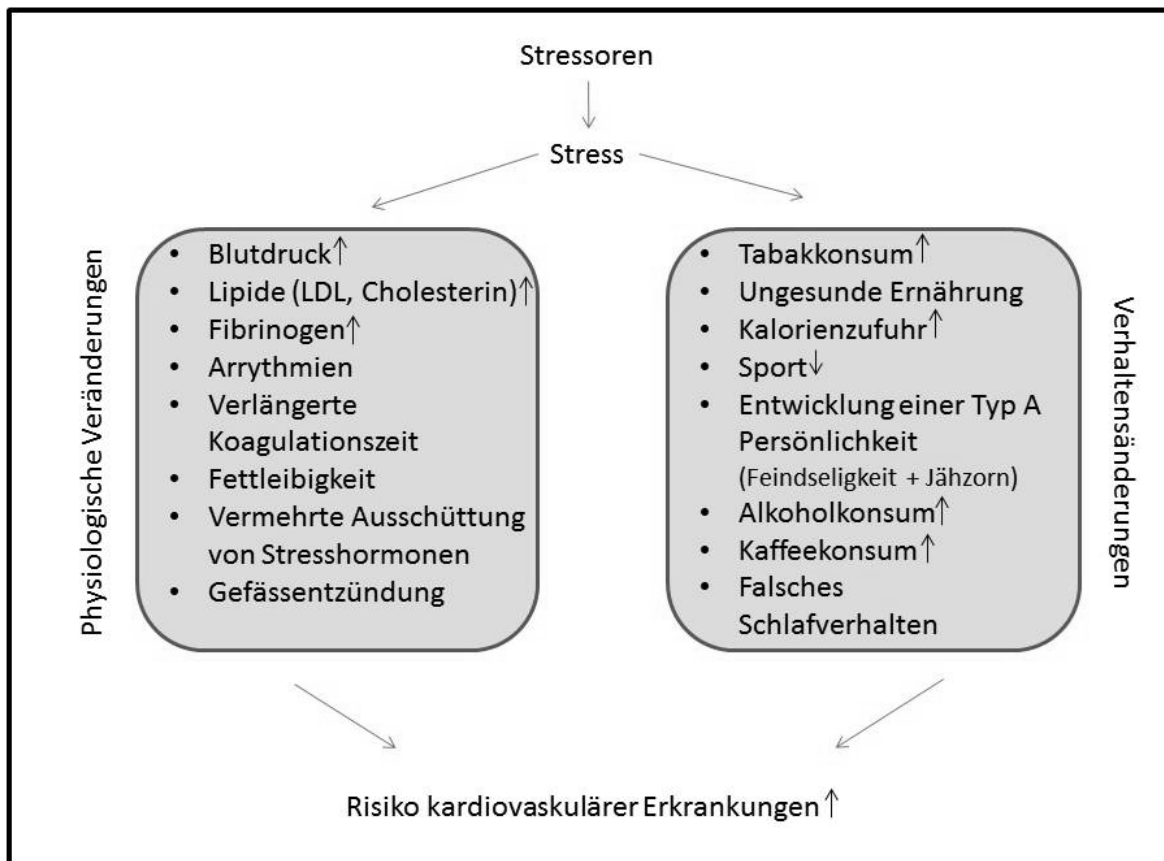 Stressoren
Stress
Physiologische Veränderungen
• Blutdruck↑
• Lipide (LDL, Cholesterin)↑
• Fibrinogen↑
• Arrythmien
• Verlängerte
Koagulationszeit
• Fettleibigkeit
• Vermehrte Ausschüttung
von Stresshormonen
• Gefässentzündung
• Tabakkonsum↑
• Ungesunde Ernährung
• Kalorienzufuhr↑
• Sport↓
• Entwicklung einer Typ A
Persönlichkeit
(Feindseligkeit + Jähzorn)
• Alkoholkonsum↑
• Kaffeekonsum↑
• Falsches
Schlafverhalten
Verhaltensänderungen
Risiko kardiovaskulärer Erkrankungen↑